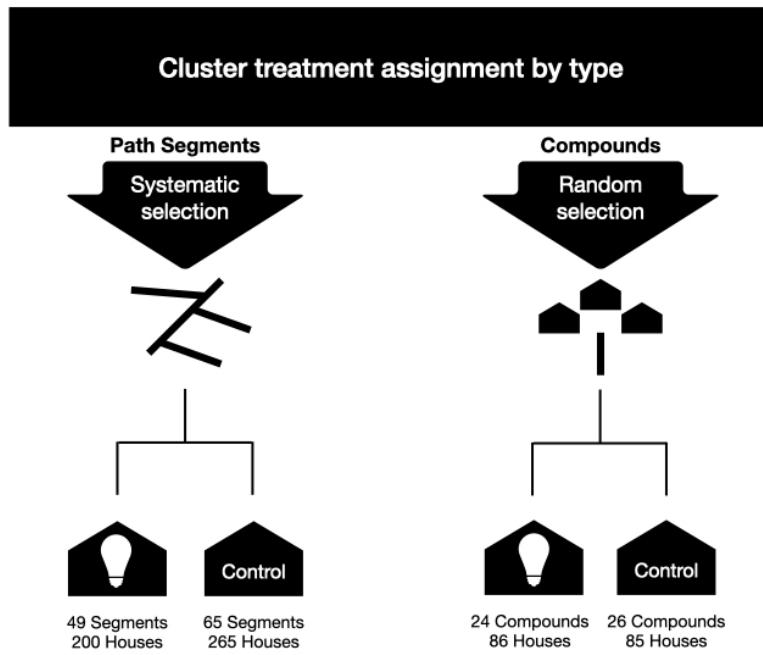 Cluster treatment assignment by type
Path Segments
Systematic
selection
Control
49 Segments
200 Houses
65 Segments
265 Houses
Compounds
Random
selection
Control
24 Compounds
86 Houses
26 Compounds
85 Houses